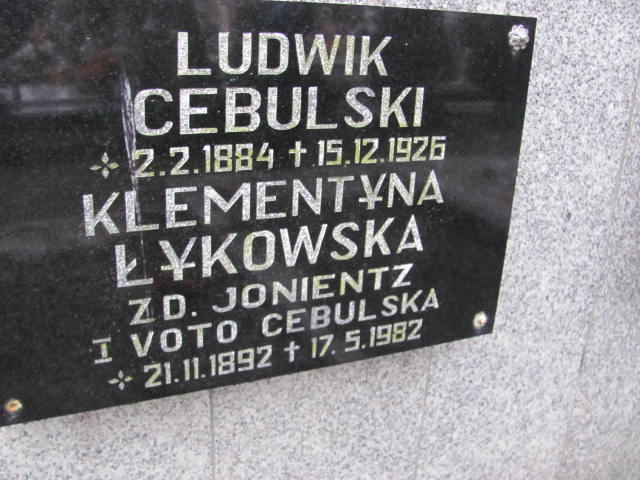 LUDWIK
CEBULSKI
✣ 2.2.1884 † 15.12.1926
KLEMENTYNA
ŁYKOWSKA
ZD. JONIENTZ
I VOTO CEBULSKA
✣ 21.11.1892 † 17.5.1982